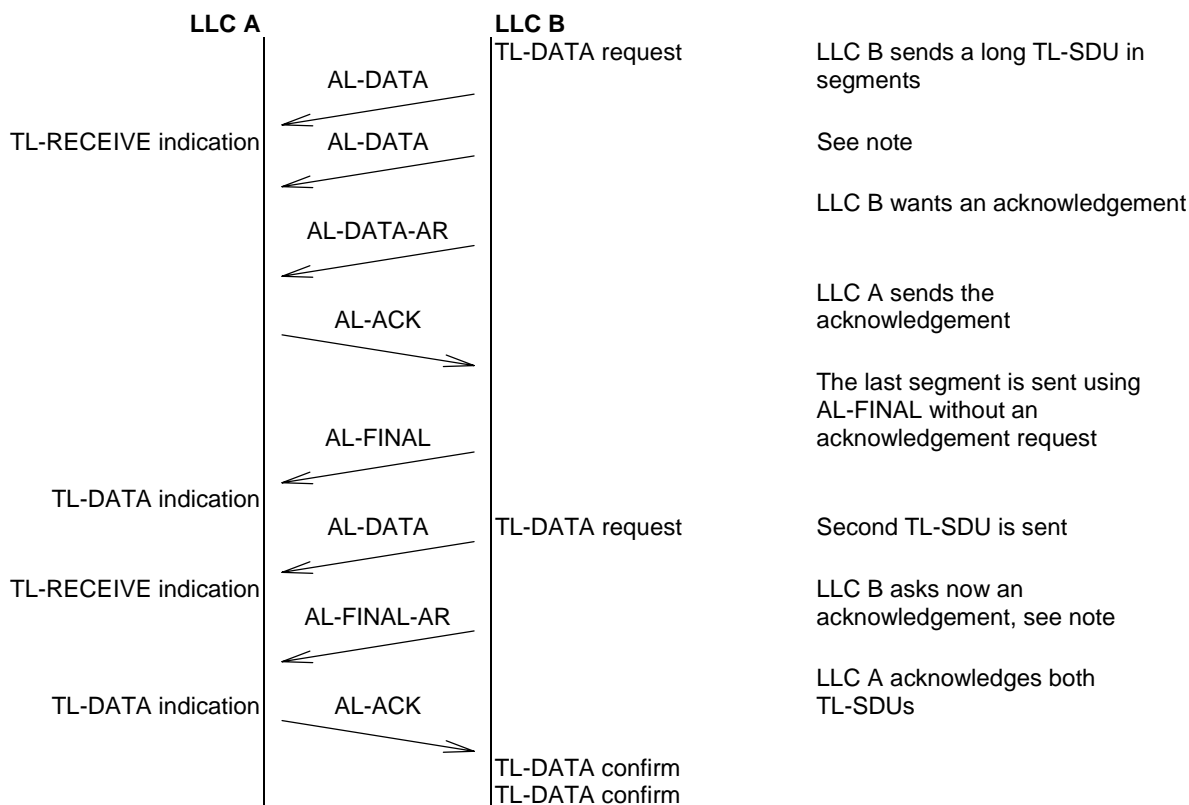 LLC A LLC B
TL-DATA request LLC B sends a long TL-SDU in
AL-DATA segments
TL-RECEIVE indication AL-DATA See note
LLC B wants an acknowledgement
AL-DATA-AR
LLC A sends the
AL-ACK acknowledgement
The last segment is sent using
AL-FINAL without an
AL-FINAL acknowledgement request
TL-DATA indication
AL-DATA TL-DATA request Second TL-SDU is sent
TL-RECEIVE indication LLC B asks now an
AL-FINAL-AR acknowledgement, see note
LLC A acknowledges both
TL-DATA indication AL-ACK TL-SDUs
TL-DATA confirm
TL-DATA confirm